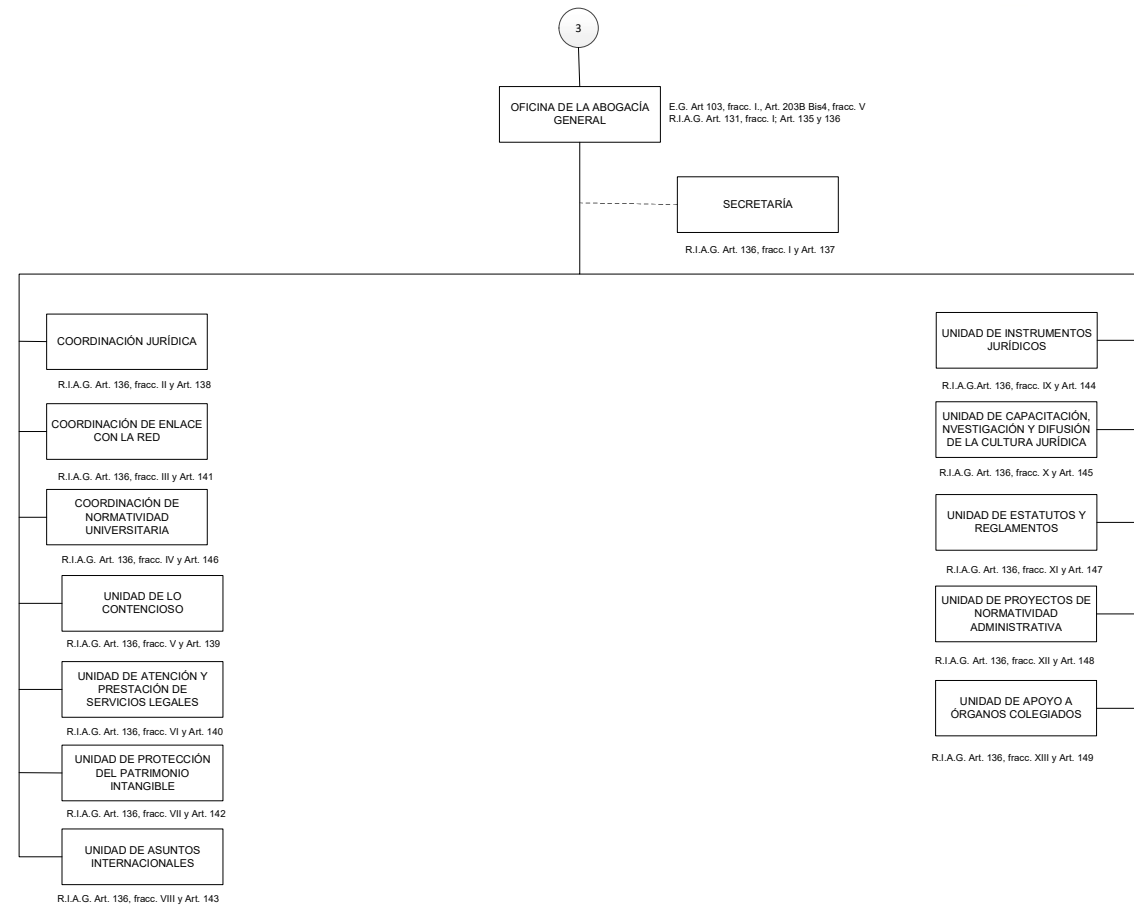 3
OFICINA DE LA ABOGACÍA
GENERAL
E.G. Art 103, fracc. I., Art. 203B Bis4, fracc. V
R.I.A.G. Art. 131, fracc. I; Art. 135 y 136
SECRETARÍA
R.I.A.G. Art. 136, fracc. I y Art. 137
COORDINACIÓN JURÍDICA
R.I.A.G. Art. 136, fracc. II y Art. 138
COORDINACIÓN DE ENLACE
CON LA RED
R.I.A.G. Art. 136, fracc. III y Art. 141
COORDINACIÓN DE
NORMATIVIDAD
UNIVERSITARIA
R.I.A.G. Art. 136, fracc. IV y Art. 146
UNIDAD DE LO
CONTENCIOSO
R.I.A.G. Art. 136, fracc. V y Art. 139
UNIDAD DE ATENCIÓN Y
PRESTACIÓN DE
SERVICIOS LEGALES
R.I.A.G. Art. 136, fracc. VI y Art. 140
UNIDAD DE PROTECCIÓN
DEL PATRIMONIO
INTANGIBLE
R.I.A.G. Art. 136, fracc. VII y Art. 142
UNIDAD DE ASUNTOS
INTERNACIONALES
R.I.A.G. Art. 136, fracc. VIII y Art. 143
UNIDAD DE INSTRUMENTOS
JURÍDICOS
R.I.A.G.Art. 136, fracc. IX y Art. 144
UNIDAD DE CAPACITACIÓN,
NVESTIGACIÓN Y DIFUSIÓN
DE LA CULTURA JURÍDICA
R.I.A.G. Art. 136, fracc. X y Art. 145
UNIDAD DE ESTATUTOS Y
REGLAMENTOS
R.I.A.G. Art. 136, fracc. XI y Art. 147
UNIDAD DE PROYECTOS DE
NORMATIVIDAD
ADMINISTRATIVA
R.I.A.G. Art. 136, fracc. XII y Art. 148
UNIDAD DE APOYO A
ÓRGANOS COLEGIADOS
R.I.A.G. Art. 136, fracc. XIII y Art. 149